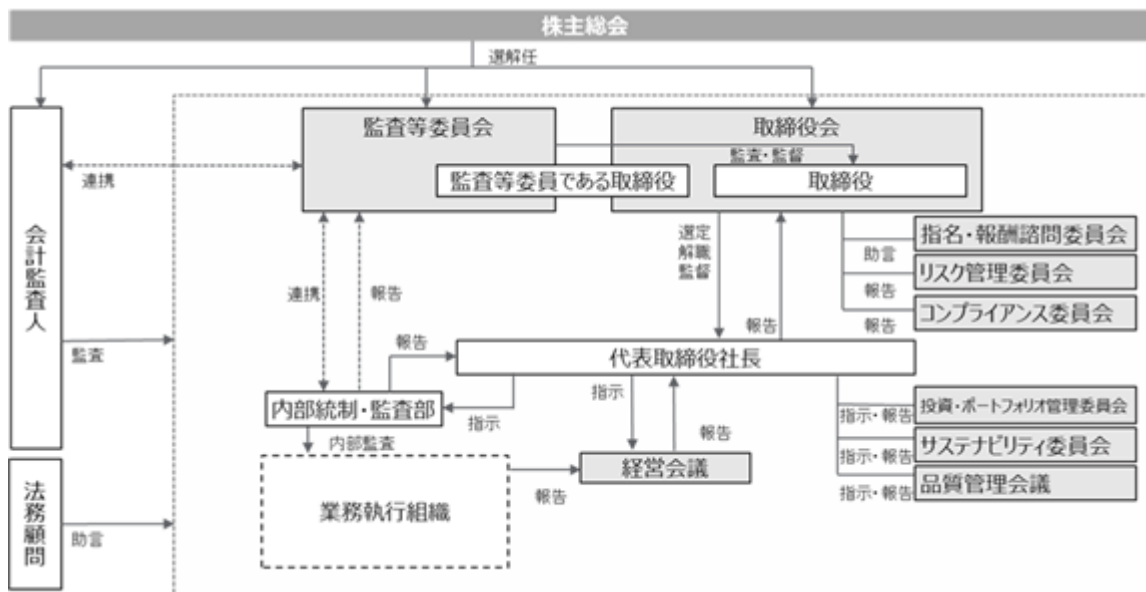 株主総会
選解任
監査等委員会
取締役会
監査・監督
監査等委員である取締役
取締役
連携
会計監査人
選定
解職
監督
指名・報酬諮問委員会
助言
リスク管理委員会
報告
コンプライアンス委員会
報告
連携
報告
報告
監査
報告
代表取締役社長
内部統制・監査部
指示
指示
報告
投資・ポートフォリオ管理委員会
指示・報告
サステナビリティ委員会
指示・報告
品質管理会議
指示・報告
内部監査
経営会議
報告
業務執行組織
法務顧問
助言